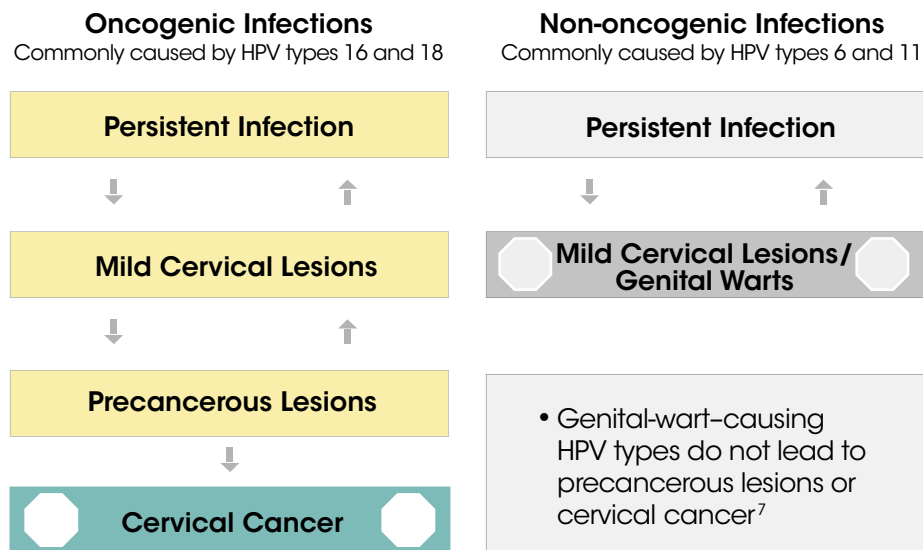 Oncogenic Infections
Commonly caused by HPV types 16 and 18
Persistent Infection
Mild Cervical Lesions
Precancerous Lesions
Cervical Cancer
Non-oncogenic Infections
Commonly caused by HPV types 6 and 11
Persistent Infection
Mild Cervical Lesions/
Genital Warts
• Genital-wart–causing
HPV types do not lead to
precancerous lesions or
cervical cancer⁷